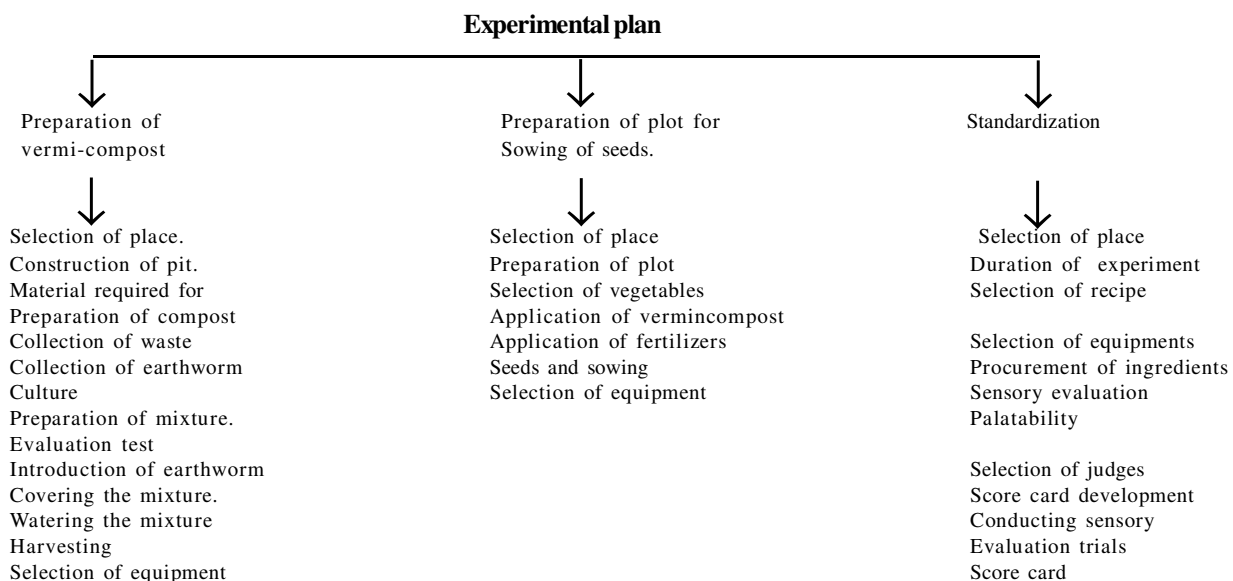 Experimental plan
Preparation of
vermi-compost
Selection of place.
Construction of pit.
Material required for
Preparation of compost
Collection of waste
Collection of earthworm
Culture
Preparation of mixture.
Evaluation test
Introduction of earthworm
Covering the mixture.
Watering the mixture
Harvesting
Selection of equipment
Preparation of plot for
Sowing of seeds.
Selection of place
Preparation of plot
Selection of vegetables
Application of vermincompost
Application of fertilizers
Seeds and sowing
Selection of equipment
Standardization
Selection of place
Duration of experiment
Selection of recipe
Selection of equipments
Procurement of ingredients
Sensory evaluation
Palatability
Selection of judges
Score card development
Conducting sensory
Evaluation trials
Score card